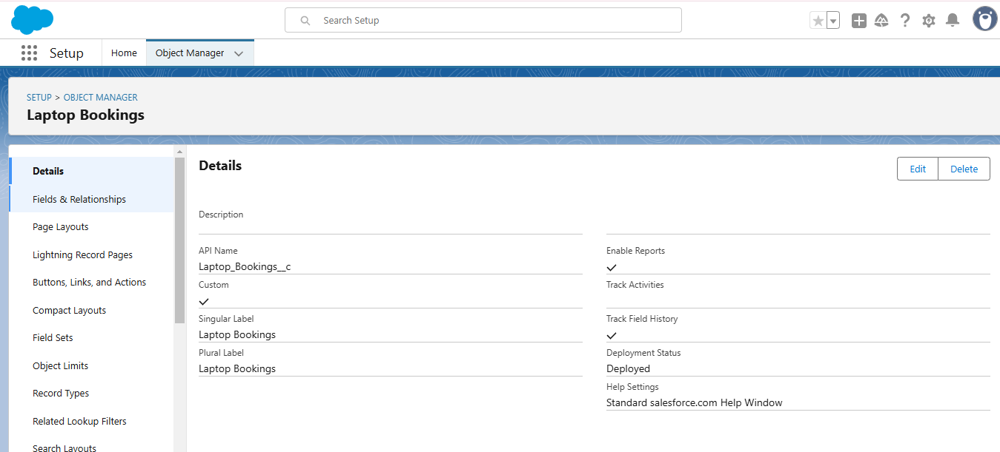 Search Setup
Setup
Home
Object Manager
SETUP > OBJECT MANAGER
Laptop Bookings
Details
Fields & Relationships
Page Layouts
Lightning Record Pages
Buttons, Links, and Actions
Compact Layouts
Field Sets
Object Limits
Record Types
Related Lookup Filters
Search Layouts
Details
Edit
Delete
Description
API Name
Laptop_Bookings__c
Custom
Singular Label
Laptop Bookings
Plural Label
Laptop Bookings
Enable Reports
Track Activities
Track Field History
Deployment Status
Deployed
Help Settings
Standard salesforce.com Help Window